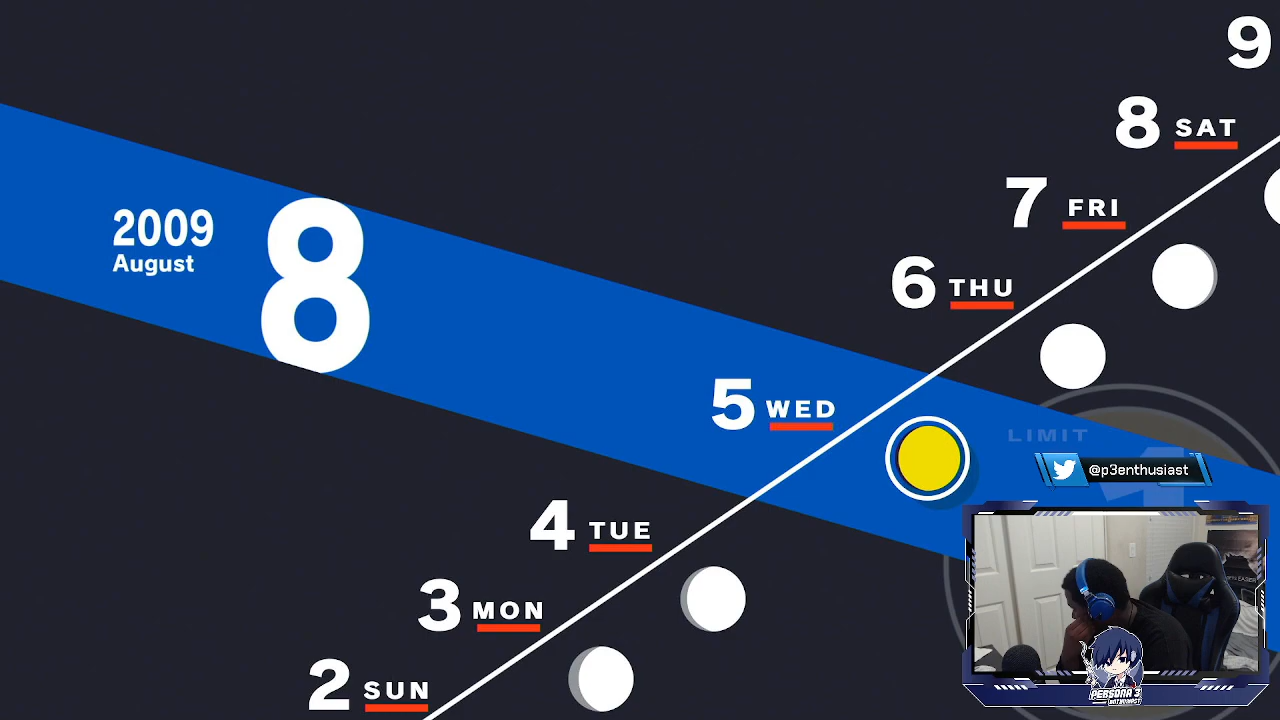 9
8 SAT
7 FRI
2009
August
8
6 THU
5 WED
LIMIT
@p3enthusiast
4 TUE
3 MON
2 SUN
PERSONA 3
ENTHUSIAST